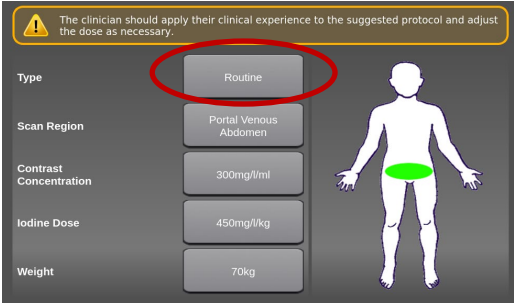 The clinician should apply their clinical experience to the suggested protocol and adjust
the dose as necessary.
Type
Routine
Scan Region
Portal Venous
Abdomen
Contrast
Concentration
300mg/l/ml
Iodine Dose
450mg/l/kg
Weight
70kg